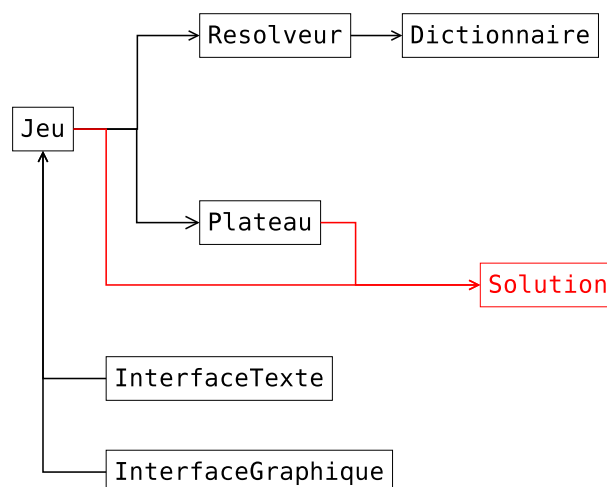 Resolveur
Dictionnaire
Jeu
Plateau
Solution
InterfaceTexte
InterfaceGraphique